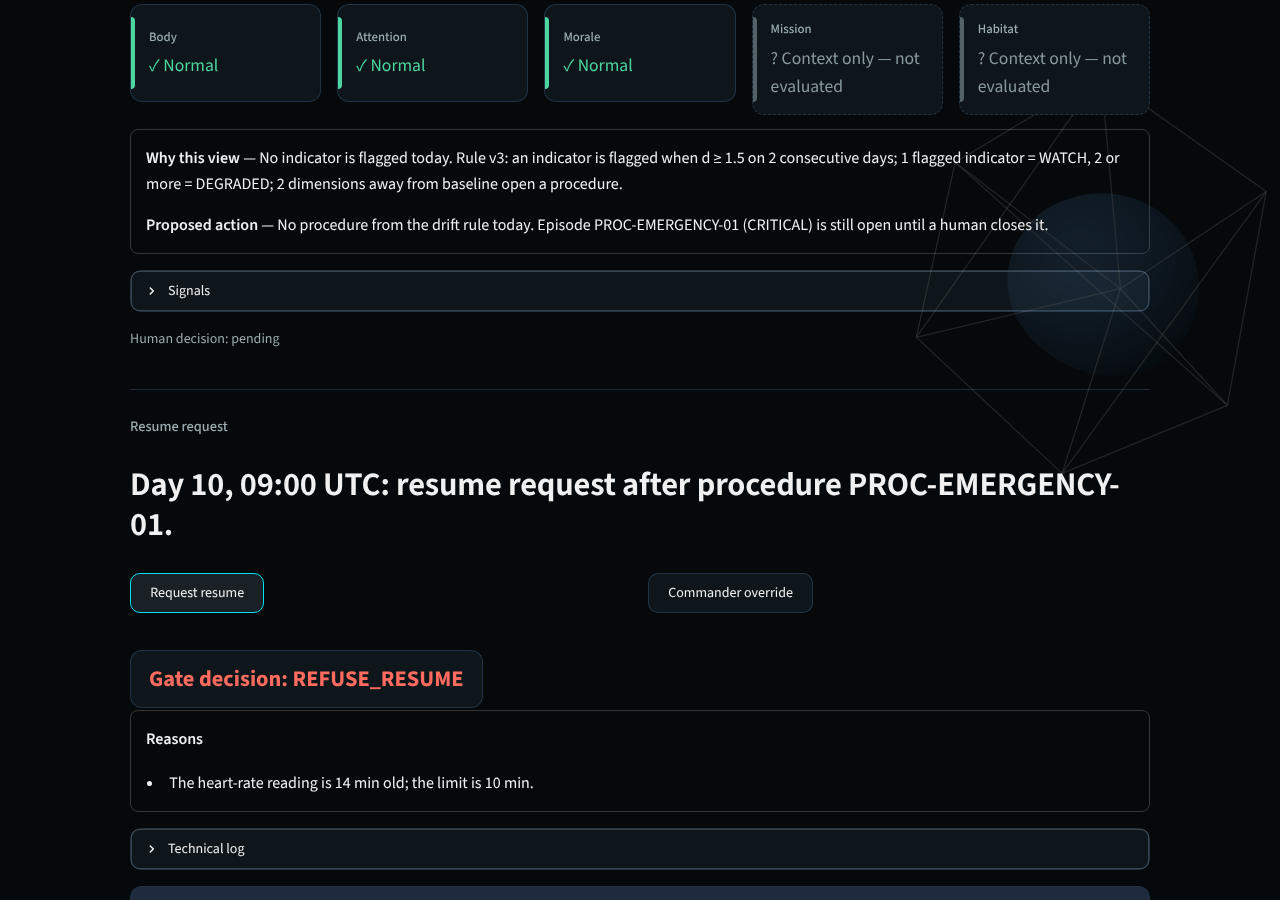 Body
✓ Normal
Attention
✓ Normal
Morale
✓ Normal
Mission
? Context only — not
evaluated
Habitat
? Context only — not
evaluated
Why this view — No indicator is flagged today. Rule v3: an indicator is flagged when d ≥ 1.5 on 2 consecutive days; 1 flagged indicator = WATCH, 2 or
more = DEGRADED; 2 dimensions away from baseline open a procedure.
Proposed action — No procedure from the drift rule today. Episode PROC-EMERGENCY-01 (CRITICAL) is still open until a human closes it.
Signals
Human decision: pending
Resume request
Day 10, 09:00 UTC: resume request after procedure PROC-EMERGENCY-
01.
Request resume
Commander override
Gate decision: REFUSE_RESUME
Reasons
• The heart-rate reading is 14 min old; the limit is 10 min.
Technical log